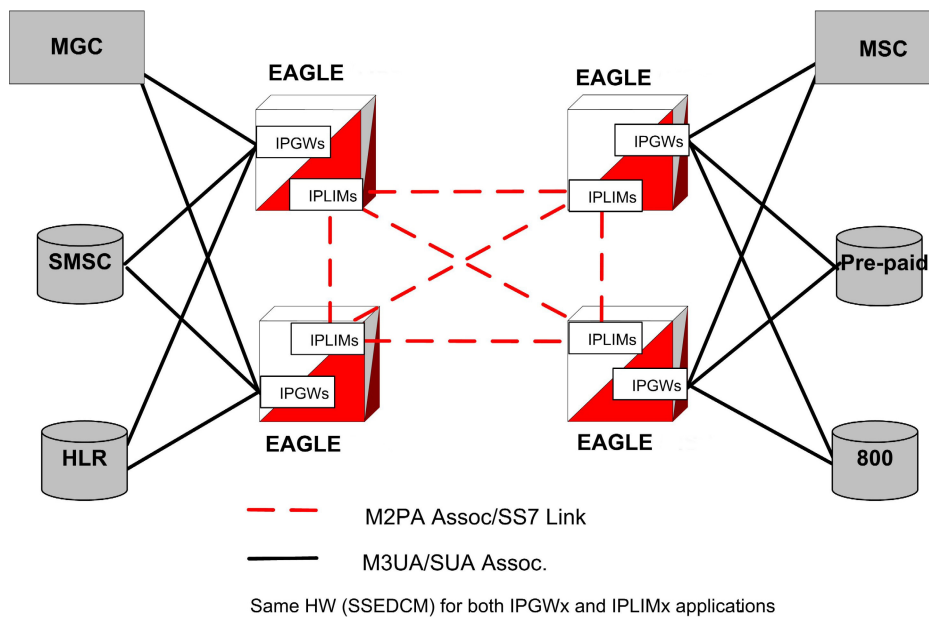 MGC
MSC
EAGLE
EAGLE
IPGWs
IPGWs
IPLIMs
IPLIMs
SMSC
Pre-paid
IPLIMs
IPLIMs
IPGWs
IPGWs
EAGLE
EAGLE
HLR
800
M2PA Assoc/SS7 Link
M3UA/SUA Assoc.
Same HW (SSEDCM) for both IPGWx and IPLIMx applications